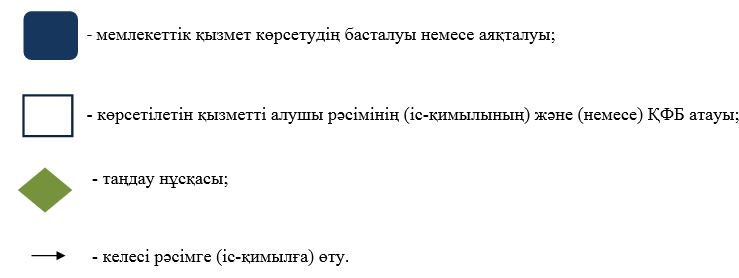 - мемлекеттік қызмет көрсетудің басталуы немесе аяқталуы;
- көрсетілетін қызметті алушы рәсімінің (іс-қимылының) және (немесе) ҚФБ атауы;
- таңдау нұсқасы;
- келесі рәсімге (іс-қимылға) өту.